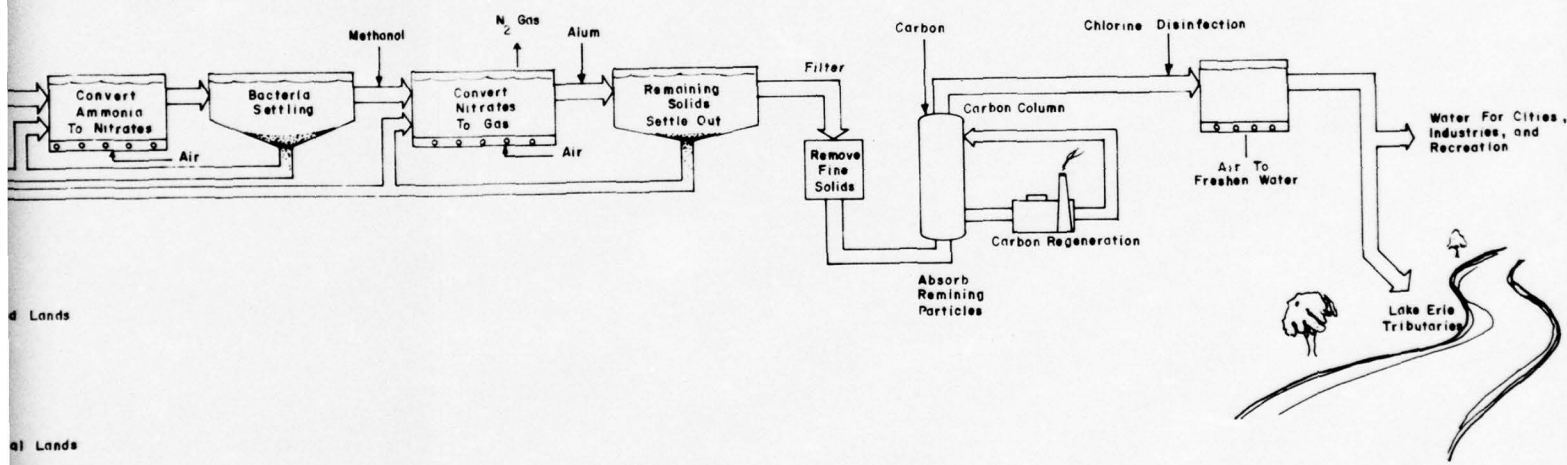 N2 Gas
Methanol
Alum
Carbon
Chlorine Disinfection
Convert
Ammonia
To Nitrates
Bacteria
Settling
Convert
Nitrates
To Gas
Remaining
Solids
Settle Out
Filter
Carbon Column
Air
Air
Remove
Fine
Solids
Air To
Freshen Water
Water For Cities,
Industries, and
Recreation
Carbon Regeneration
Absorb
Remining
Particles
Lake Erie
Tributaries
d Lands
al Lands